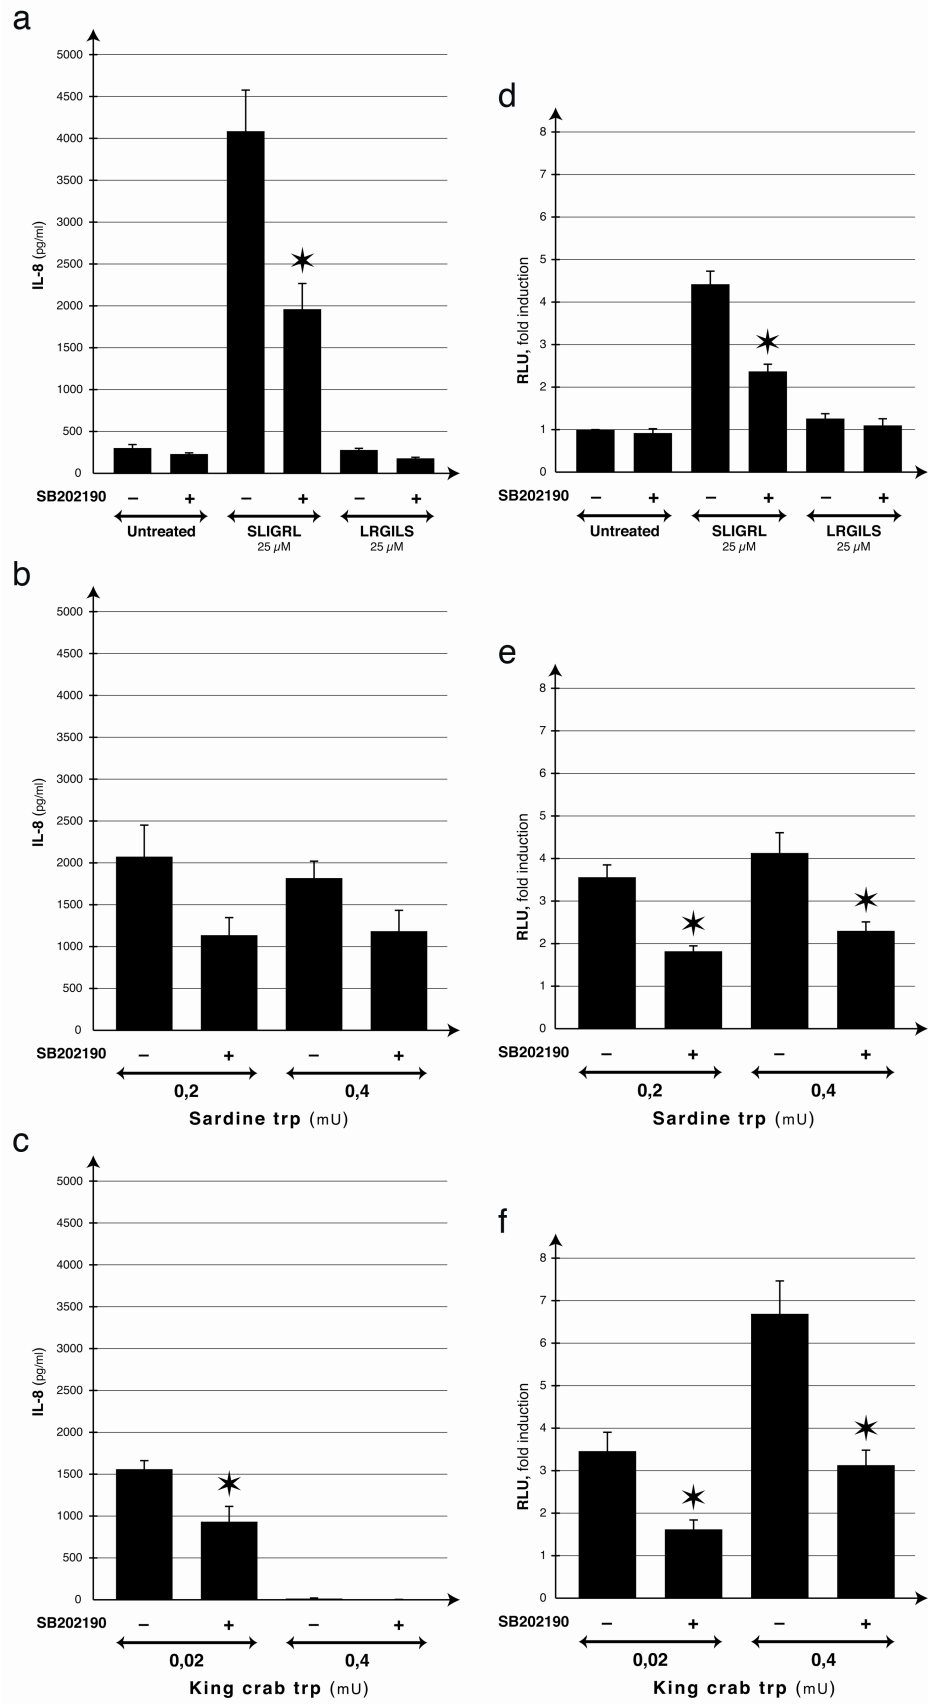 a
5000
4500
4000
3500
3000
2500
2000
1500
1000
500
0
IL-8 (pg/ml)
SB202190 – + – + – +
Untreated SLIGRL LRGILS
25 µM 25 µM
d
8
7
6
5
4
3
2
1
0
RLU, fold induction
SB202190 – + – + – +
Untreated SLIGRL LRGILS
25 µM 25 µM
b
5000
4500
4000
3500
3000
2500
2000
1500
1000
500
0
IL-8 (pg/ml)
SB202190 – + – +
0,2 0,4
Sardine trp (mU)
e
8
7
6
5
4
3
2
1
0
RLU, fold induction
SB202190 – + – +
0,2 0,4
Sardine trp (mU)
c
5000
4500
4000
3500
3000
2500
2000
1500
1000
500
0
IL-8 (pg/ml)
SB202190 – + – +
0,02 0,4
King crab trp (mU)
f
8
7
6
5
4
3
2
1
0
RLU, fold induction
SB202190 – + – +
0,02 0,4
King crab trp (mU)